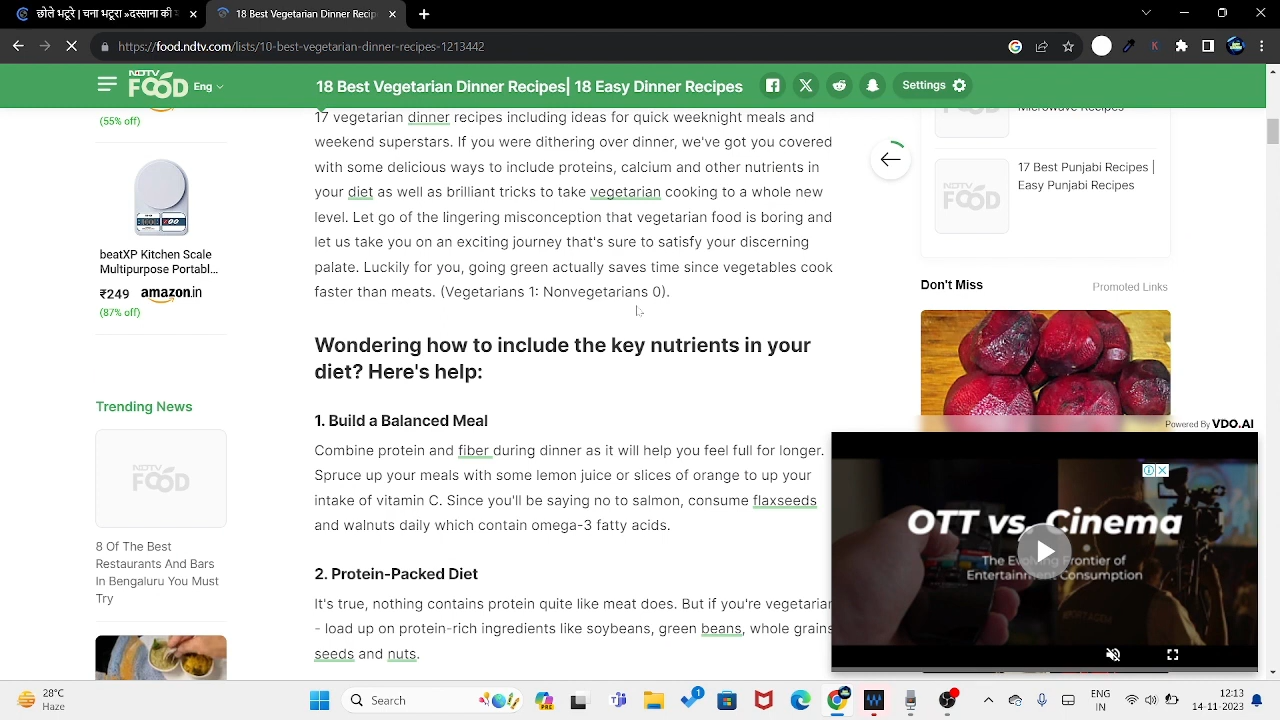 छोले भटूरे | चना भटूरा
10 Best Vegetarian Dinner Recip
https://food.ndtv.com/lists/10-best-vegetarian-dinner-recipes-1213442
NDTV
FOOD
Eng
18 Best Vegetarian Dinner Recipes| 18 Easy Dinner Recipes
Settings
(55% off)
beatXP Kitchen Scale
Multipurpose Portabl...
₹249 amazon.in
(87% off)
Trending News
NDTV
FOOD
8 Of The Best
Restaurants And Bars
In Bengaluru You Must
Try
17 vegetarian dinner recipes including ideas for quick weeknight meals and
weekend superstars. If you were dithering over dinner, we've got you covered
with some delicious ways to include proteins, calcium and other nutrients in
your diet as well as brilliant tricks to take vegetarian cooking to a whole new
level. Let go of the lingering misconception that vegetarian food is boring and
let us take you on an exciting journey that's sure to satisfy your discerning
palate. Luckily for you, going green actually saves time since vegetables cook
faster than meats. (Vegetarians 1: Nonvegetarians 0).
Wondering how to include the key nutrients in your
diet? Here's help:
1. Build a Balanced Meal
Combine protein and fiber during dinner as it will help you feel full for longer.
Spruce up your meals with some lemon juice or slices of orange to up your
intake of vitamin C. Since you'll be saying no to salmon, consume flaxseeds
and walnuts daily which contain omega-3 fatty acids.
2. Protein-Packed Diet
It's true, nothing contains protein quite like meat does. But if you're vegetarian
- load up on protein-rich ingredients like soybeans, green beans, whole grains
seeds and nuts.
Microwave Recipes
NDTV
FOOD
17 Best Punjabi Recipes |
Easy Punjabi Recipes
Don't Miss
Promoted Links
Powered By VDO.AI
OTT vs. Cinema
The Evolving Frontier of
Entertainment Consumption
28°C
Haze
Search
1
ENG
IN
12:13
14-11-2023